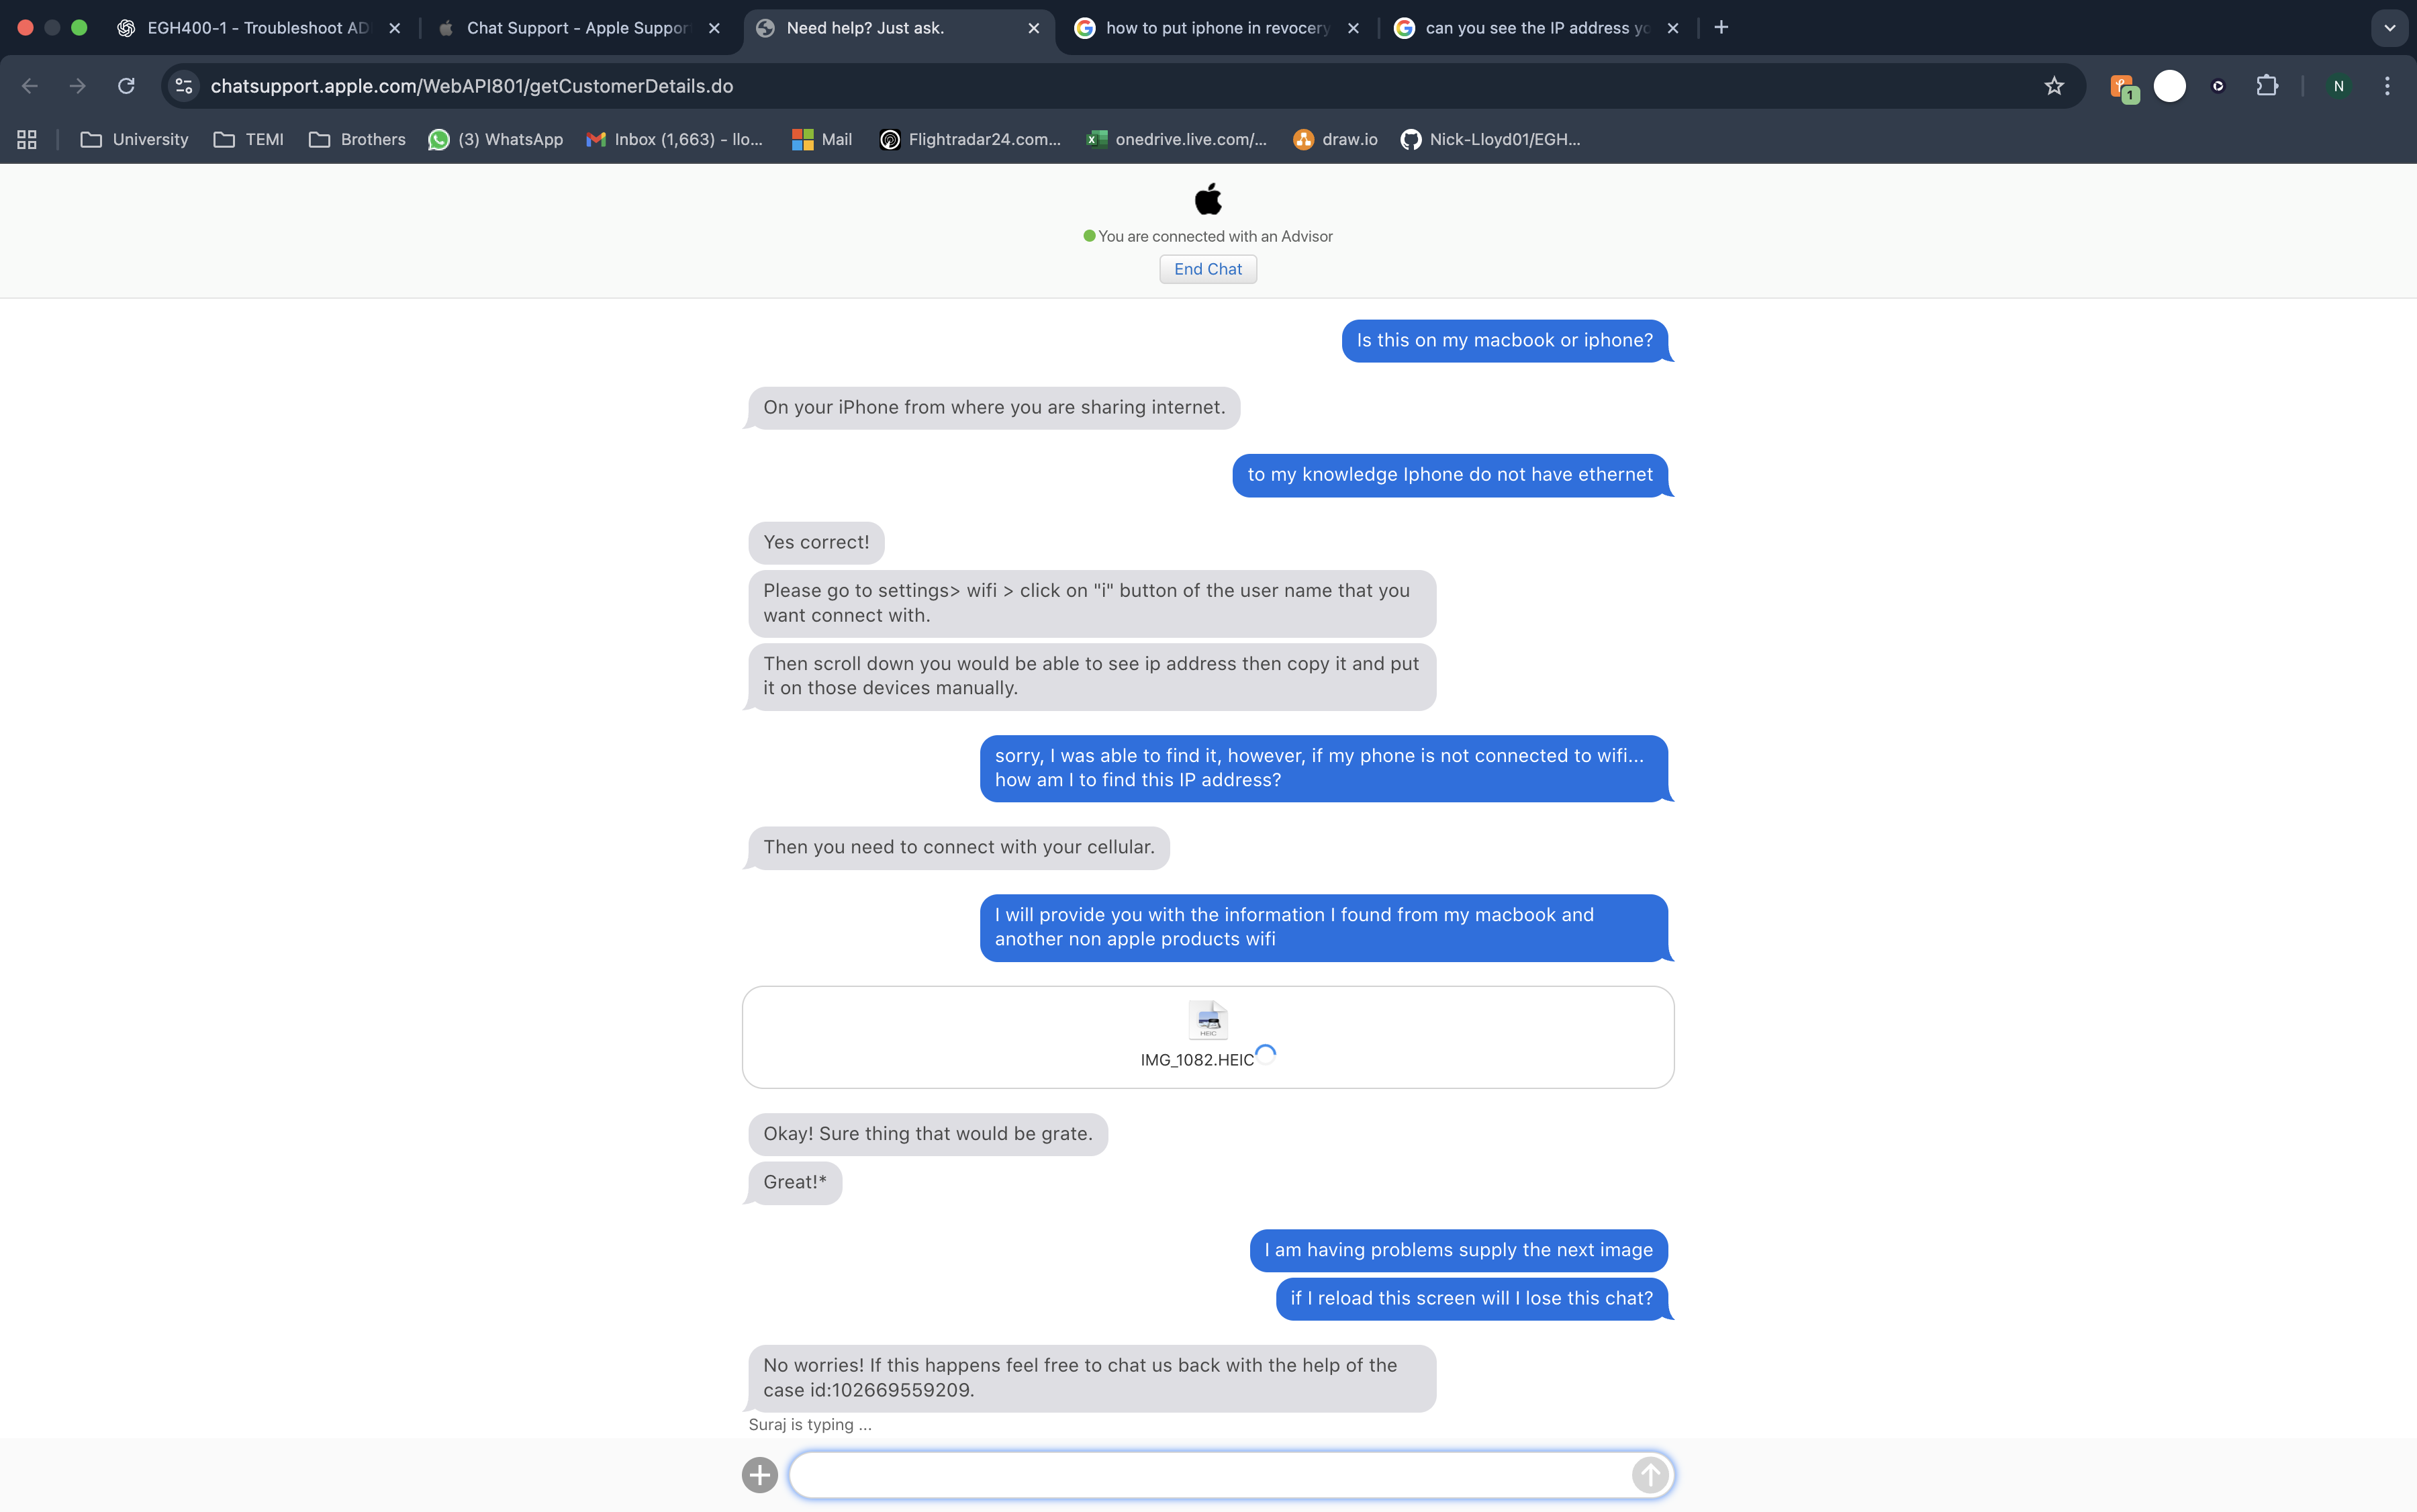 EGH400-1 - Troubleshoot AD
Chat Support - Apple Suppor
Need help? Just ask.
how to put iphone in revocery
can you see the IP address yo
chatsupport.apple.com/WebAPI801/getCustomerDetails.do
1
N
University
TEMI
Brothers
(3) WhatsApp
Inbox (1,663) - llo...
Mail
Flightradar24.com...
onedrive.live.com/...
draw.io
Nick-Lloyd01/EGH...
You are connected with an Advisor
End Chat
Is this on my macbook or iphone?
On your iPhone from where you are sharing internet.
to my knowledge Iphone do not have ethernet
Yes correct!
Please go to settings> wifi > click on "i" button of the user name that you
want connect with.
Then scroll down you would be able to see ip address then copy it and put
it on those devices manually.
sorry, I was able to find it, however, if my phone is not connected to wifi...
how am I to find this IP address?
Then you need to connect with your cellular.
I will provide you with the information I found from my macbook and
another non apple products wifi
HEIC
IMG_1082.HEIC
Okay! Sure thing that would be grate.
Great!*
I am having problems supply the next image
if I reload this screen will I lose this chat?
No worries! If this happens feel free to chat us back with the help of the
case id:102669559209.
Suraj is typing ...